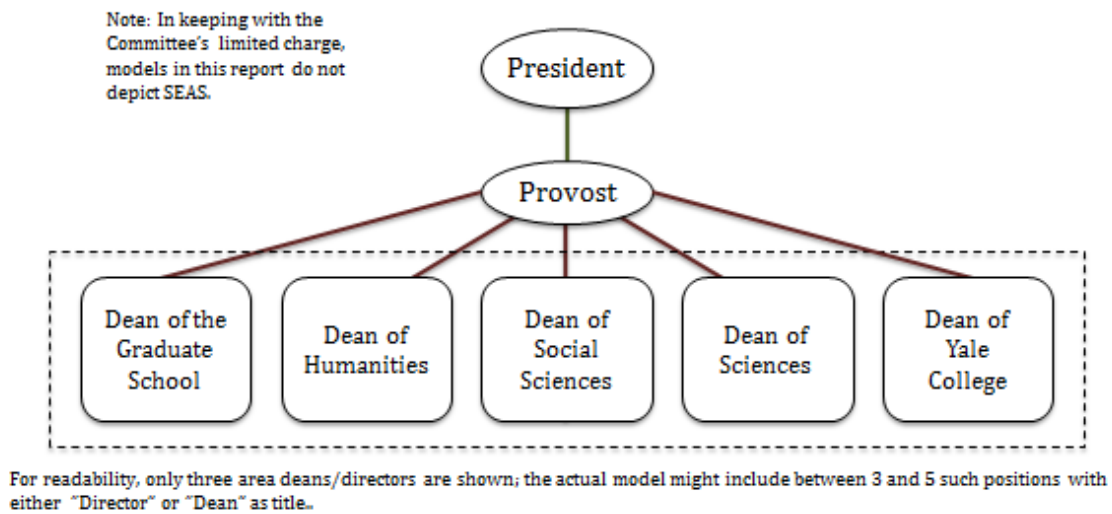 Note: In keeping with the
Committee's limited charge,
models in this report do not
depict SEAS.
President
Provost
Dean of the
Graduate
School
Dean of
Humanities
Dean of
Social
Sciences
Dean of
Sciences
Dean of
Yale
College
For readability, only three area deans/directors are shown; the actual model might include between 3 and 5 such positions with
either "Director" or "Dean" as title.